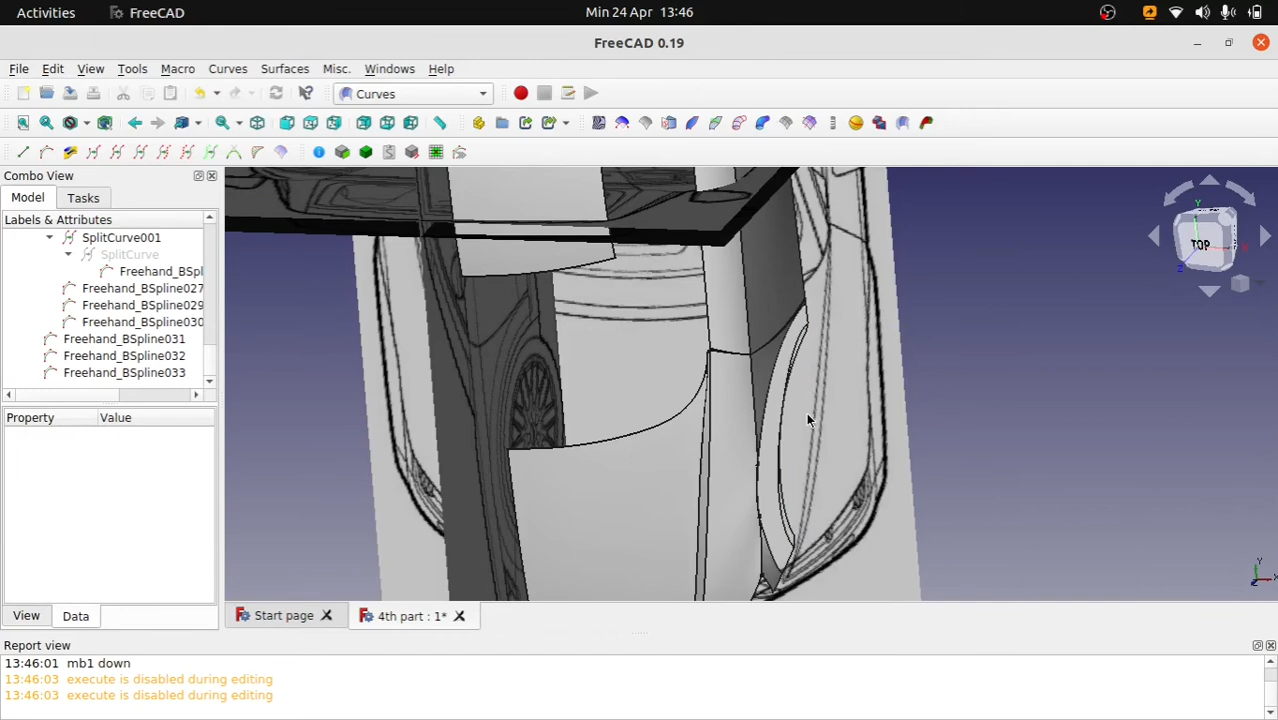 Activities FreeCAD Min 24 Apr 13:46
FreeCAD 0.19
File Edit View Tools Macro Curves Surfaces Misc. Windows Help
Curves
Combo View
Model Tasks
Labels & Attributes
SplitCurve001
SplitCurve
Freehand_BSpl
Freehand_BSpline027
Freehand_BSpline029
Freehand_BSpline030
Freehand_BSpline031
Freehand_BSpline032
Freehand_BSpline033
Property Value
TOP
Y
X
Z
Y
X
Z
View Data
Start page 4th part : 1*
Report view
13:46:01 mb1 down
13:46:03 execute is disabled during editing
13:46:03 execute is disabled during editing